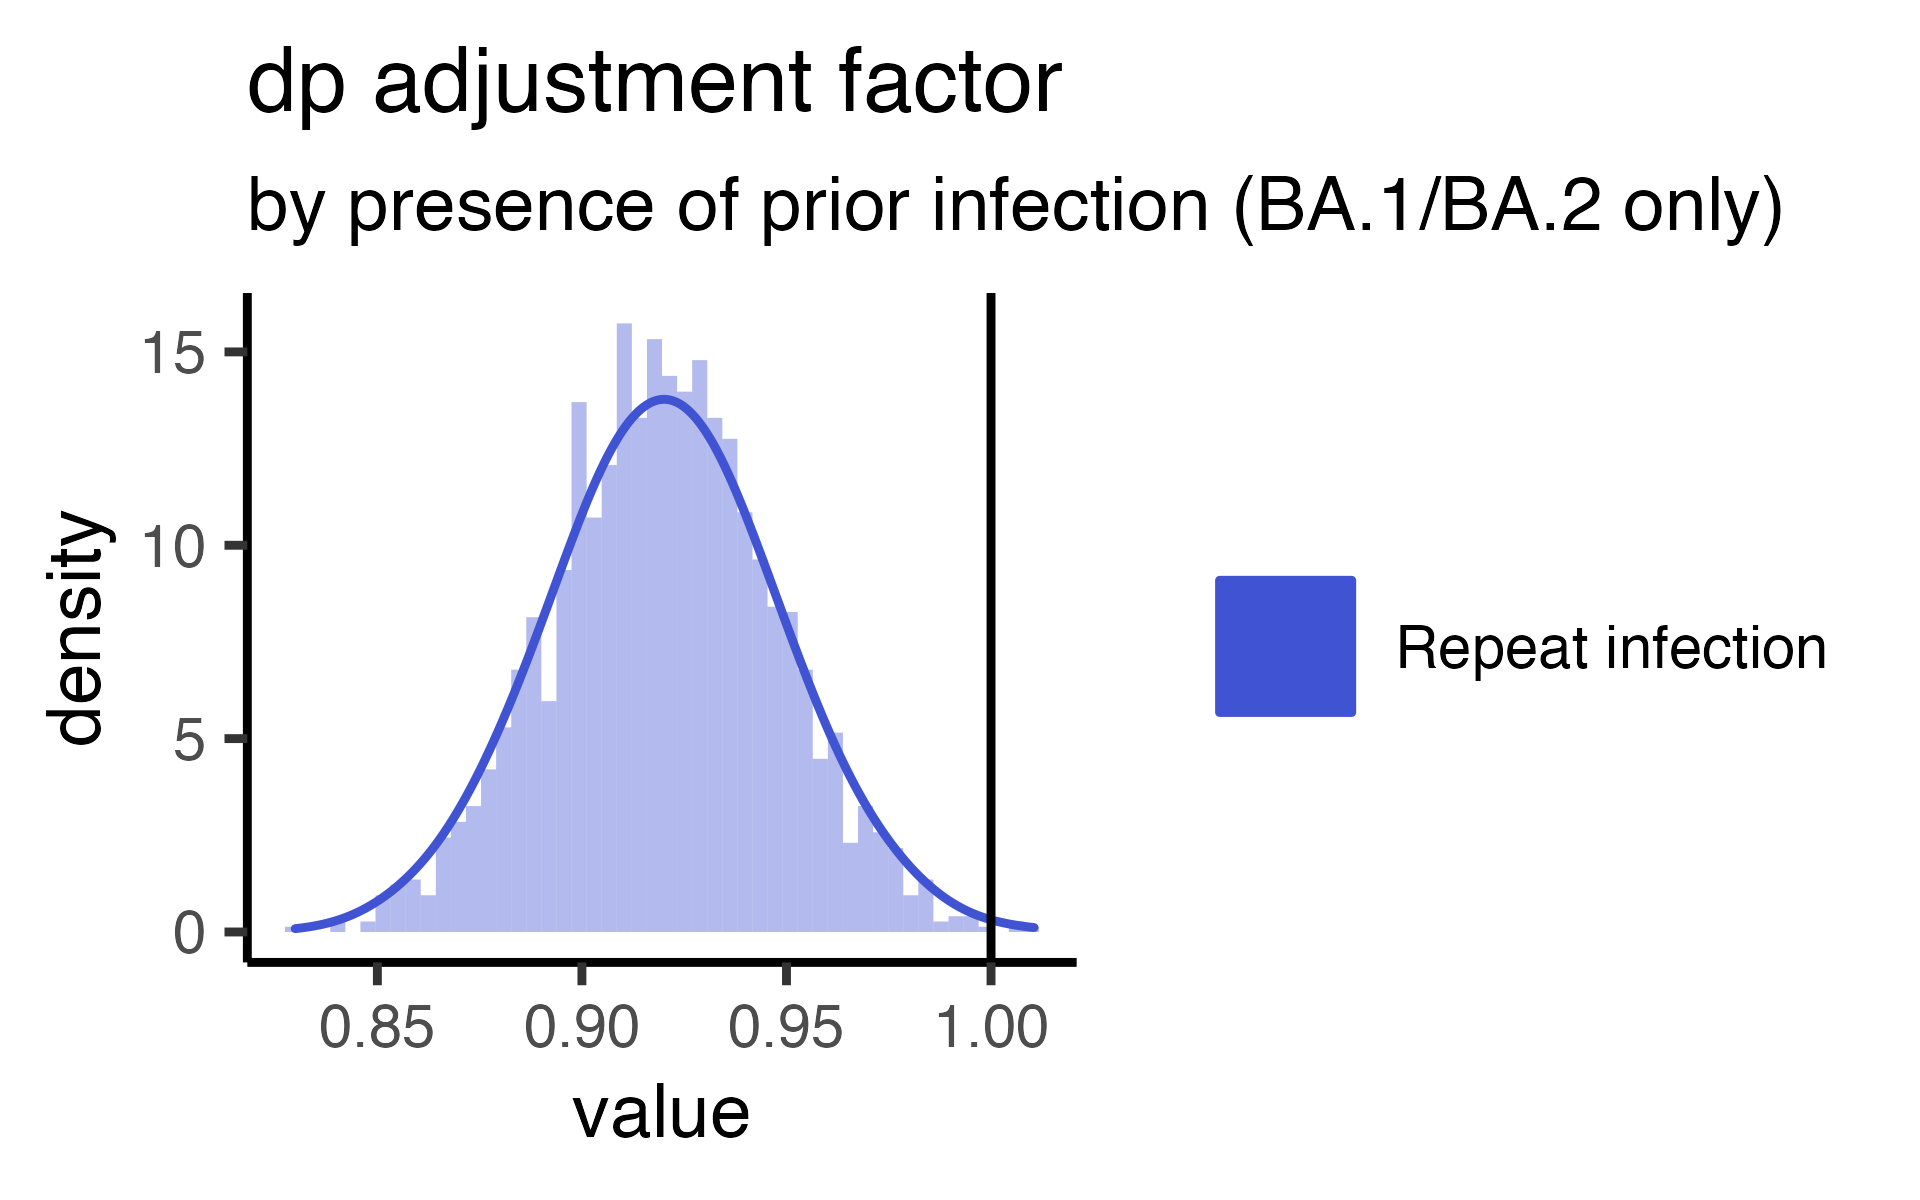 dp adjustment factor
by presence of prior infection (BA.1/BA.2 only)
15
10
5
0
density
0.85 0.90 0.95 1.00
value
Repeat infection